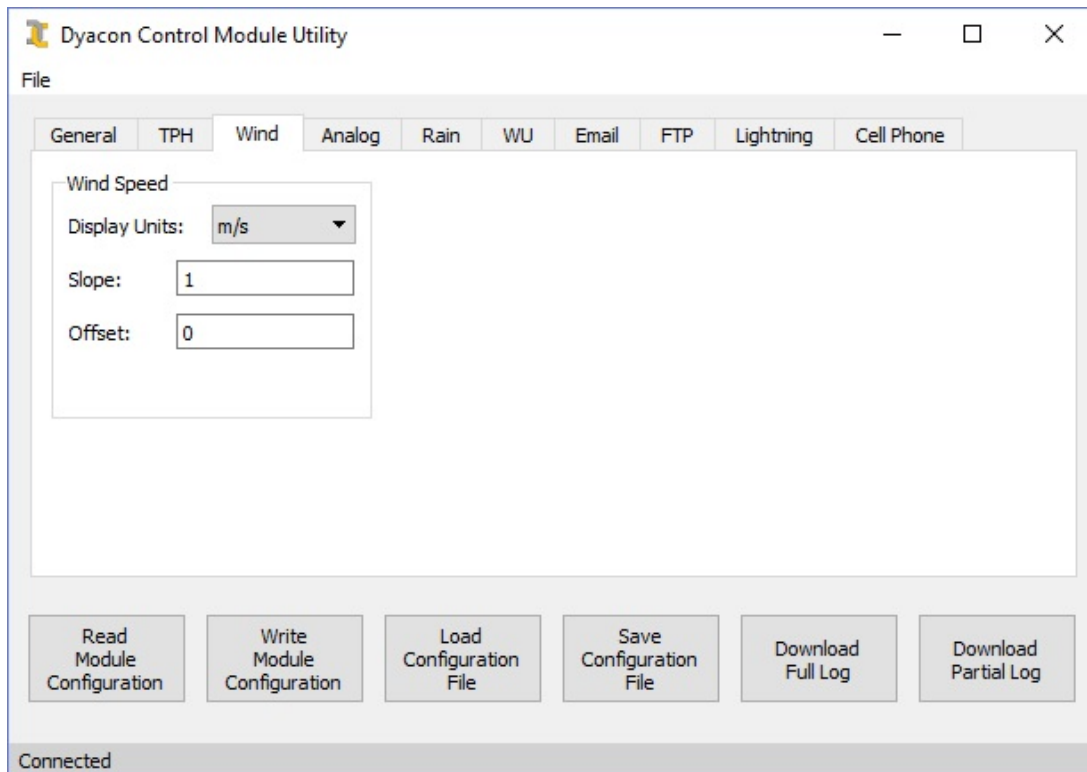 Dyacon Control Module Utility
File
General TPH Wind Analog Rain WU Email FTP Lightning Cell Phone
Wind Speed
Display Units: m/s
Slope: 1
Offset: 0
Read
Module
Configuration
Write
Module
Configuration
Load
Configuration
File
Save
Configuration
File
Download
Full Log
Download
Partial Log
Connected